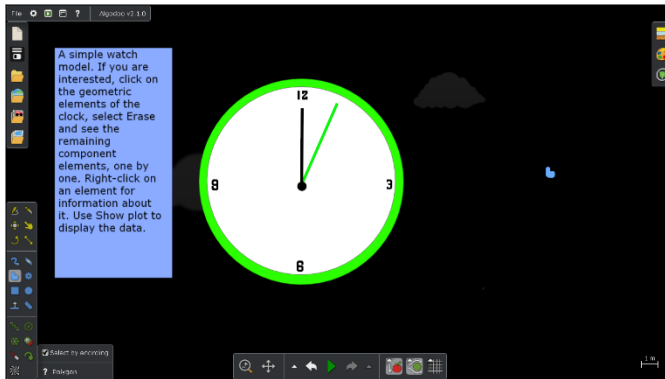 File ? Algodoo v2.1.0
A simple watch
model. If you are
interested, click on
the geometric
elements of the
clock, select Erase
and see the
remaining
component
elements, one by
one. Right-click on
an element for
information about
it. Use Show plot to
display the data.
12
9 3
6
Select by encircling
? Polygon
1 m